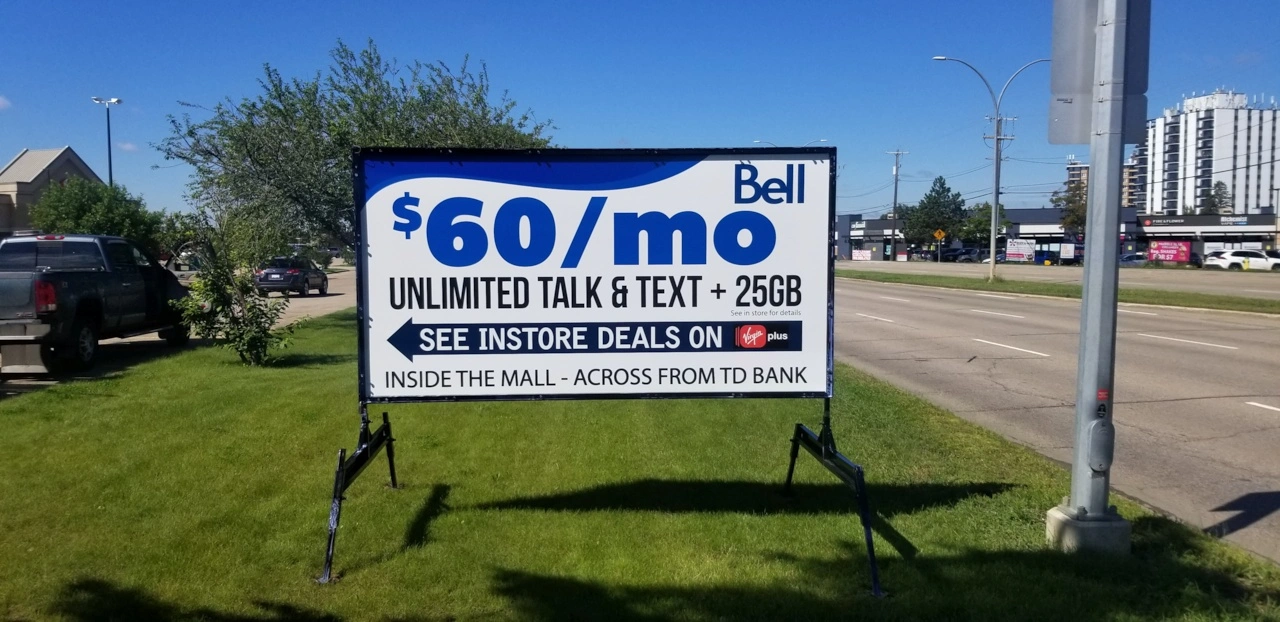 Bell
$60/mo
UNLIMITED TALK & TEXT + 25GB
See in store for details
SEE INSTORE DEALS ON Virgin plus
INSIDE THE MALL - ACROSS FROM TD BANK